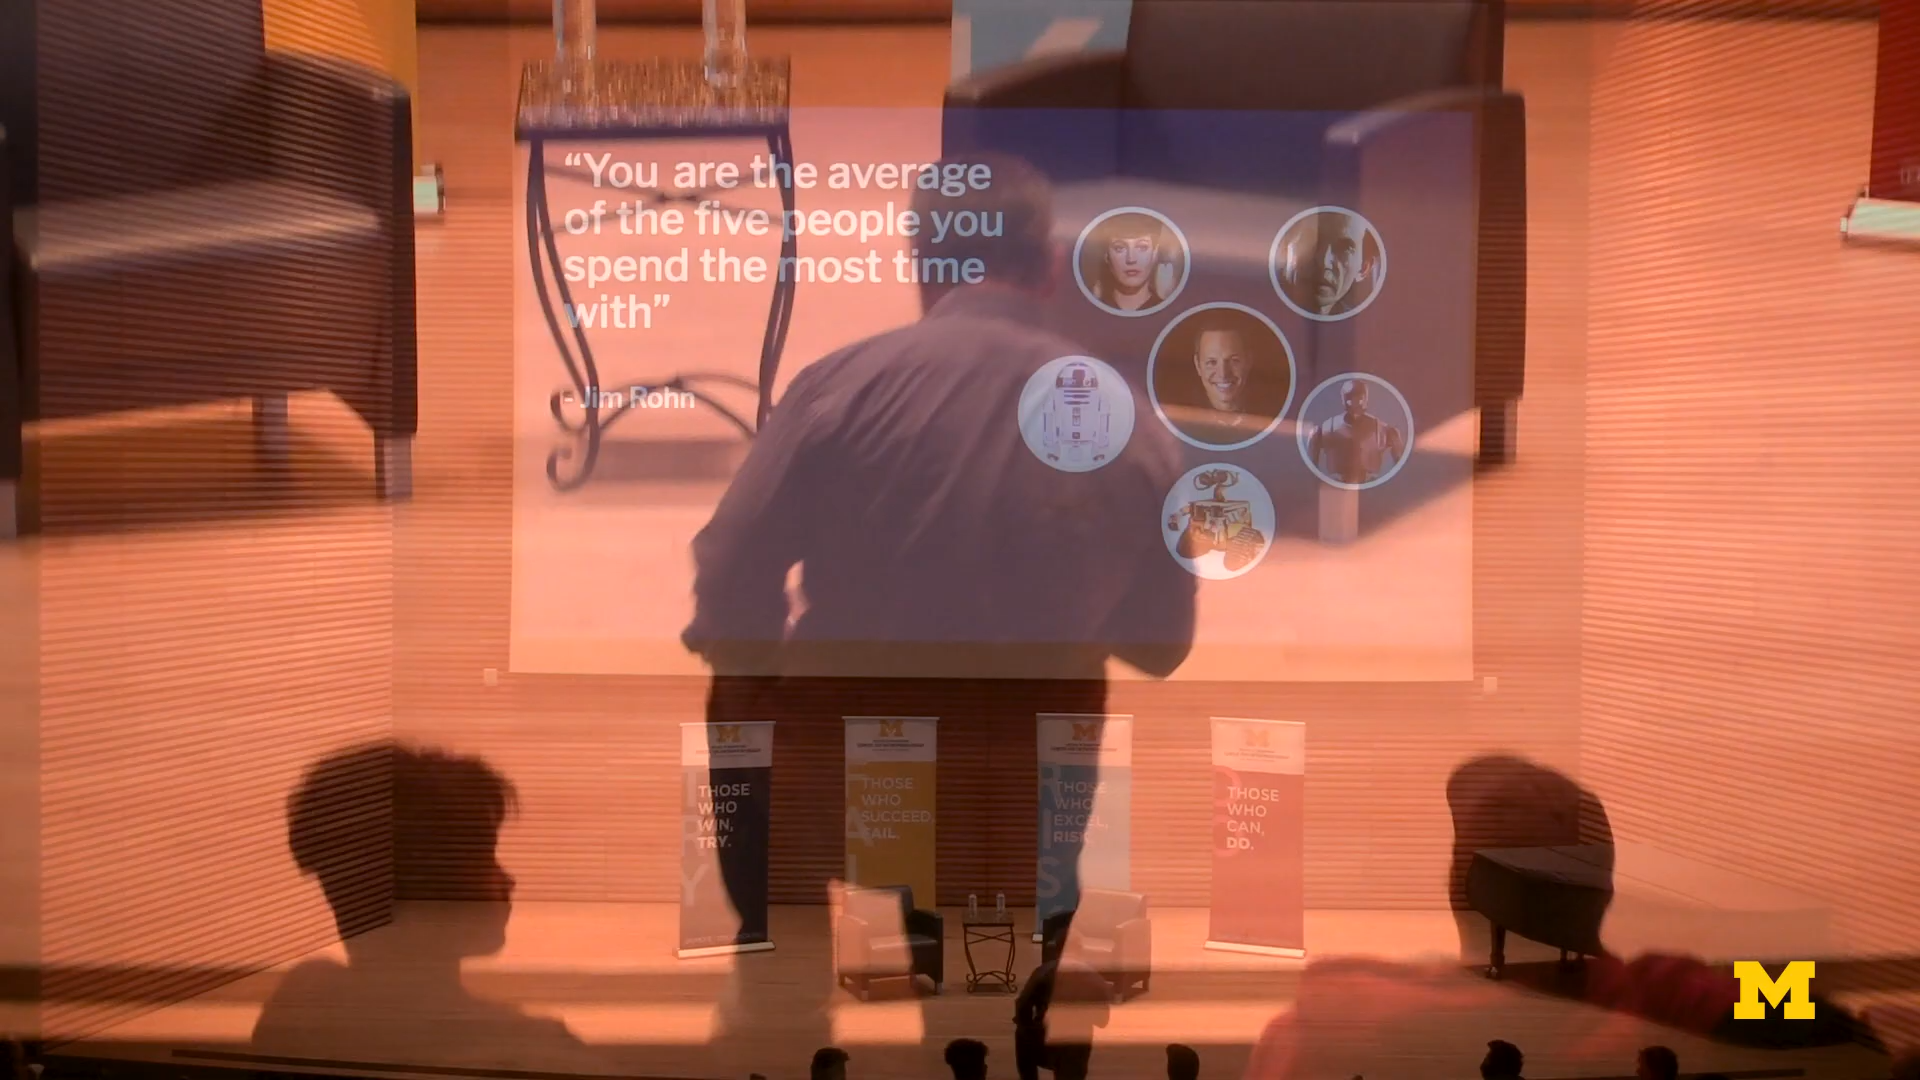 “You are the average
of the five people you
spend the most time
with”
- Jim Rohn
M
M
M
M
THOSE
WHO
WIN,
TRY.
THOSE
WHO
SUCCEED,
FAIL.
THOSE
WHO
EXCEL,
RISK.
THOSE
WHO
CAN,
DO.
M